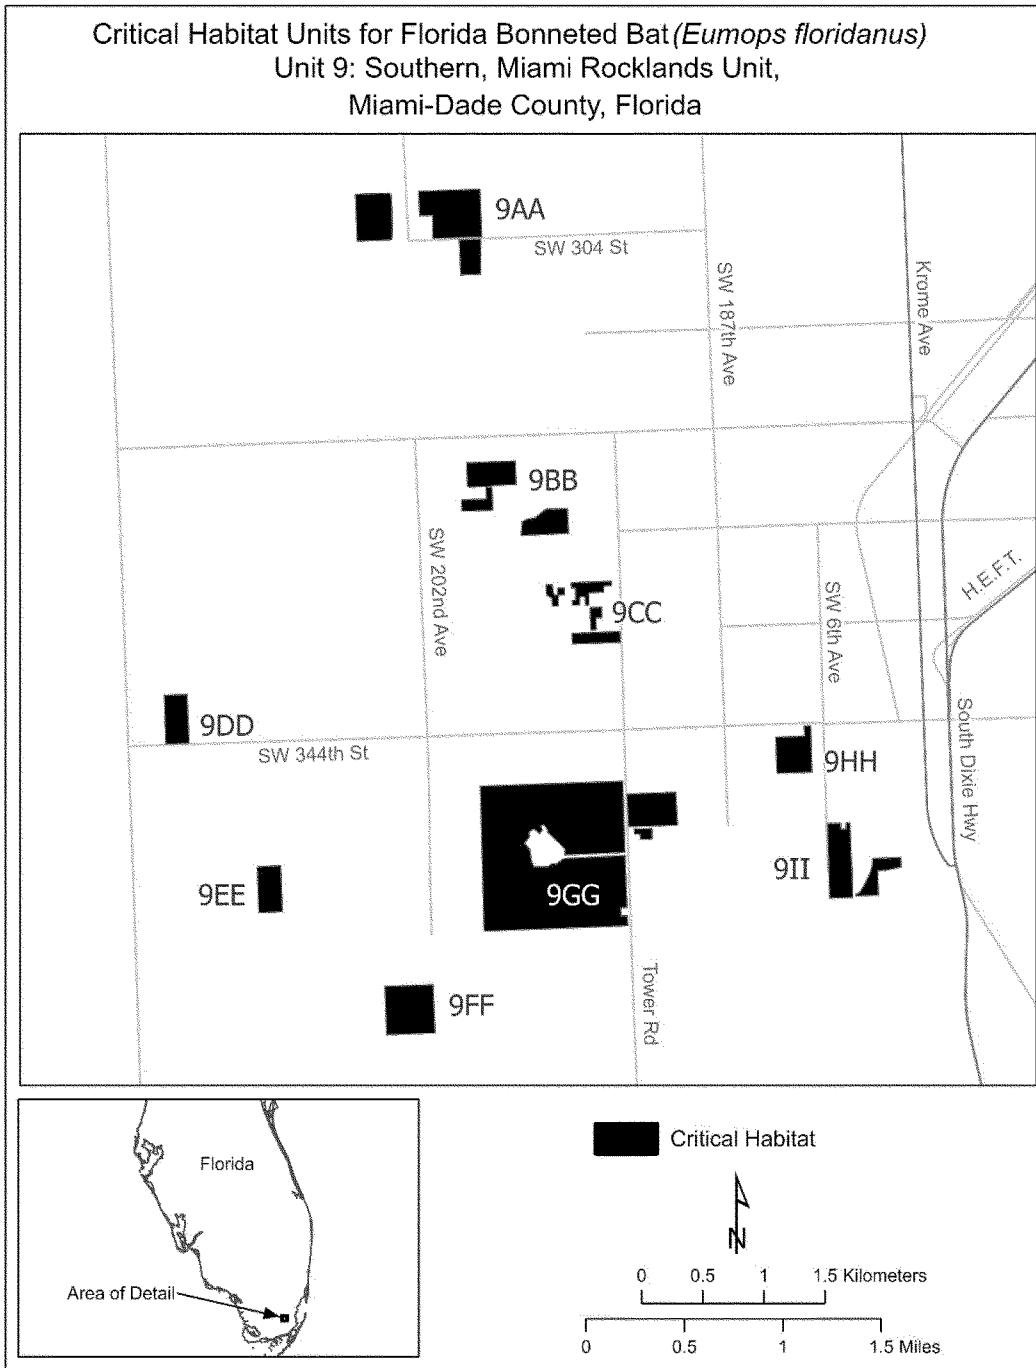 Critical Habitat Units for Florida Bonneted Bat (Eumops floridanus)
Unit 9: Southern, Miami Rocklands Unit,
Miami-Dade County, Florida
9AA
SW 304 St
SW 187th Ave
Krome Ave
9BB
SW 202nd Ave
H.E.F.T.
9CC
SW 6th Ave
9DD
SW 344th St
South Dixie Hwy
9HH
9II
9EE
9GG
9FF
Tower Rd
Florida
Area of Detail
Critical Habitat
N
0 0.5 1 1.5 Kilometers
0 0.5 1 1.5 Miles